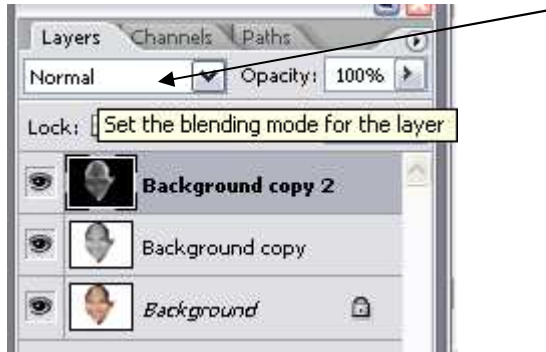 Layers Channels Paths
Normal Opacity: 100%
Lock: Set the blending mode for the layer
Background copy 2
Background copy
Background